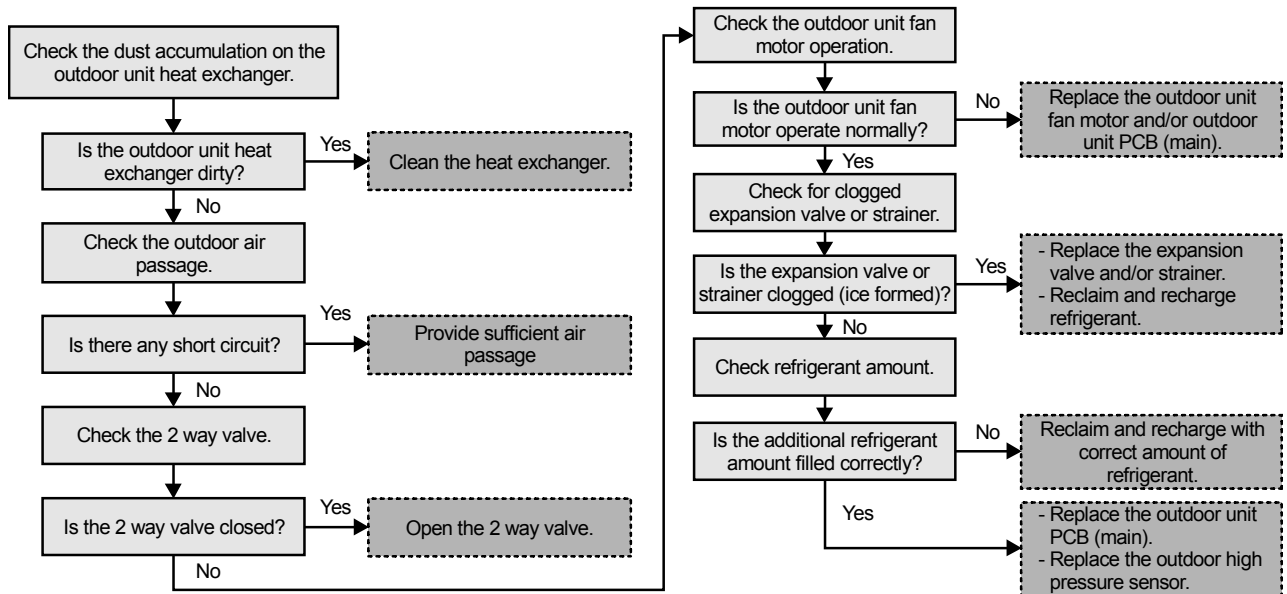 Check the dust accumulation on the
outdoor unit heat exchanger.
Is the outdoor unit heat
exchanger dirty?
Yes
Clean the heat exchanger.
No
Check the outdoor air
passage.
Is there any short circuit?
Yes
Provide sufficient air
passage
No
Check the 2 way valve.
Is the 2 way valve closed?
Yes
Open the 2 way valve.
No
Check the outdoor unit fan
motor operation.
Is the outdoor unit fan
motor operate normally?
No
Replace the outdoor unit
fan motor and/or outdoor
unit PCB (main).
Yes
Check for clogged
expansion valve or strainer.
Is the expansion valve or
strainer clogged (ice formed)?
Yes
- Replace the expansion
valve and/or strainer.
- Reclaim and recharge
refrigerant.
No
Check refrigerant amount.
Is the additional refrigerant
amount filled correctly?
No
Reclaim and recharge with
correct amount of
refrigerant.
Yes
- Replace the outdoor unit
PCB (main).
- Replace the outdoor high
pressure sensor.